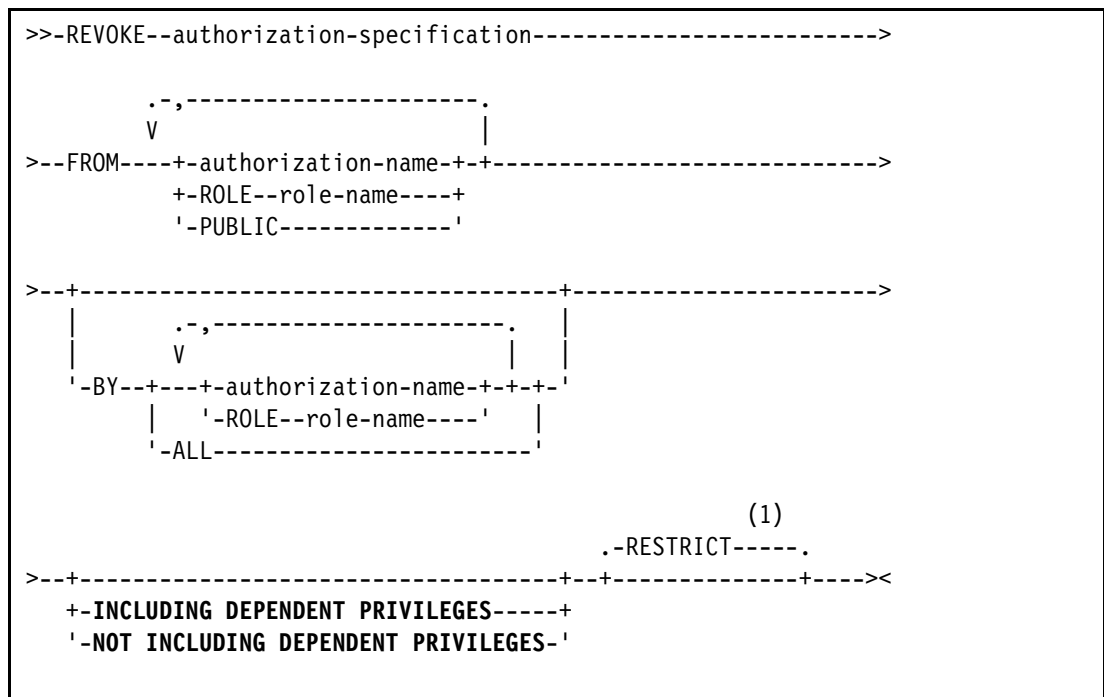 >>-REVOKE--authorization-specification-------------------------->
.-,----------------------.
V                        |
>--FROM----+-authorization-name-+-+----------------------------->
+-ROLE--role-name----+
'-PUBLIC-------------'
>--+------------------------------------+----------------------->
|       .-,-----------------------.   |
|       V                         |   |
'-BY--+---+-authorization-name-+-+-+-'
|   '-ROLE--role-name----'   |
'-ALL------------------------'
(1)
.-RESTRICT-----.
>--+------------------------------------+--+--------------+----><
+-INCLUDING DEPENDENT PRIVILEGES-----+
'-NOT INCLUDING DEPENDENT PRIVILEGES-'